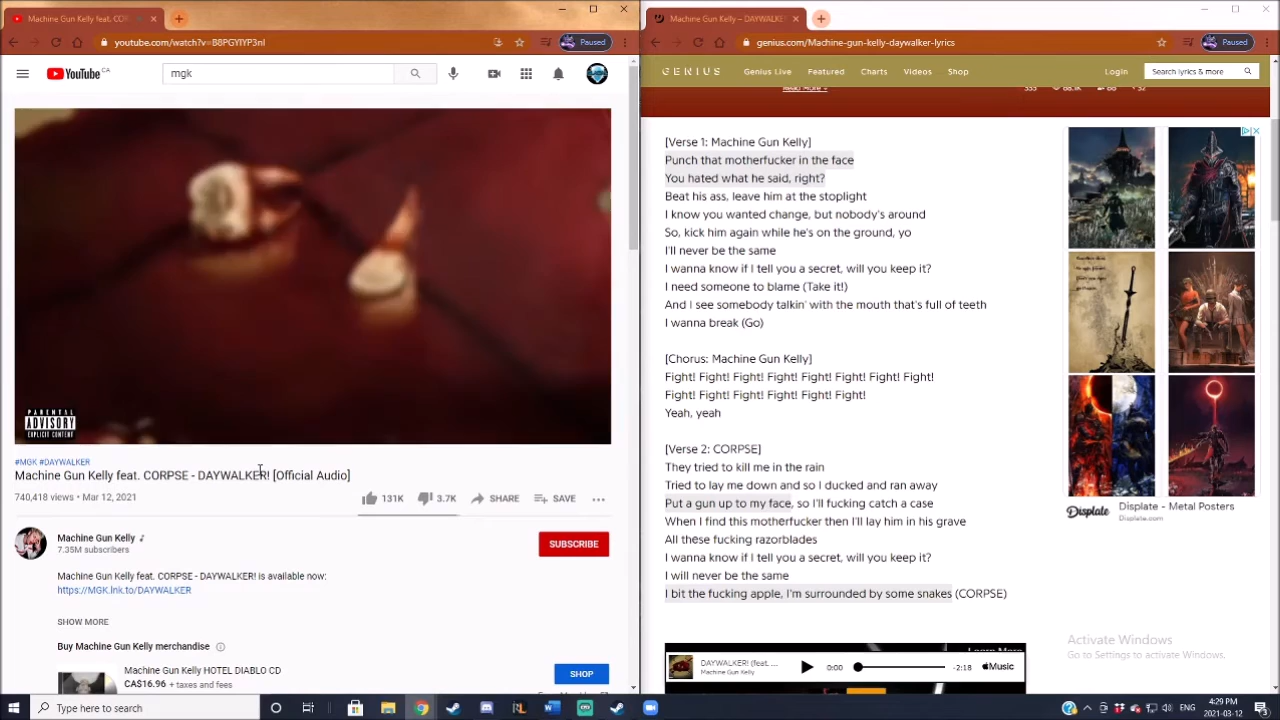 Machine Gun Kelly feat. COR
youtube.com/watch?v=B8PGYIYP3nI
Paused
YouTube CA
mgk
PARENTAL
ADVISORY
EXPLICIT CONTENT
#MGK #DAYWALKER
Machine Gun Kelly feat. CORPSE - DAYWALKER! [Official Audio]
740,418 views • Mar 12, 2021
131K
3.7K
SHARE
SAVE
Machine Gun Kelly
7.35M subscribers
SUBSCRIBE
Machine Gun Kelly feat. CORPSE - DAYWALKER! is available now:
https://MGK.lnk.to/DAYWALKER
SHOW MORE
Buy Machine Gun Kelly merchandise
Machine Gun Kelly HOTEL DIABLO CD
CA$16.96 + taxes and fees
SHOP
Machine Gun Kelly – DAYWALKE
genius.com/Machine-gun-kelly-daywalker-lyrics
Paused
GENIUS
Genius Live
Featured
Charts
Videos
Shop
Login
Search lyrics & more
Read More
[Verse 1: Machine Gun Kelly]
Punch that motherfucker in the face
You hated what he said, right?
Beat his ass, leave him at the stoplight
I know you wanted change, but nobody's around
So, kick him again while he's on the ground, yo
I'll never be the same
I wanna know if I tell you a secret, will you keep it?
I need someone to blame (Take it!)
And I see somebody talkin' with the mouth that's full of teeth
I wanna break (Go)
[Chorus: Machine Gun Kelly]
Fight! Fight! Fight! Fight! Fight! Fight! Fight! Fight!
Fight! Fight! Fight! Fight! Fight! Fight!
Yeah, yeah
[Verse 2: CORPSE]
They tried to kill me in the rain
Tried to lay me down and so I ducked and ran away
Put a gun up to my face, so I'll fucking catch a case
When I find this motherfucker then I'll lay him in his grave
All these fucking razorblades
I wanna know if I tell you a secret, will you keep it?
I will never be the same
I bit the fucking apple, I'm surrounded by some snakes (CORPSE)
Learn More
DAYWALKER! (feat. ...
Machine Gun Kelly
0:00
-2:18
Music
Displate
Displate - Metal Posters
Displate.com
Activate Windows
Go to Settings to activate Windows.
Type here to search
ENG
4:29 PM
2021-03-12